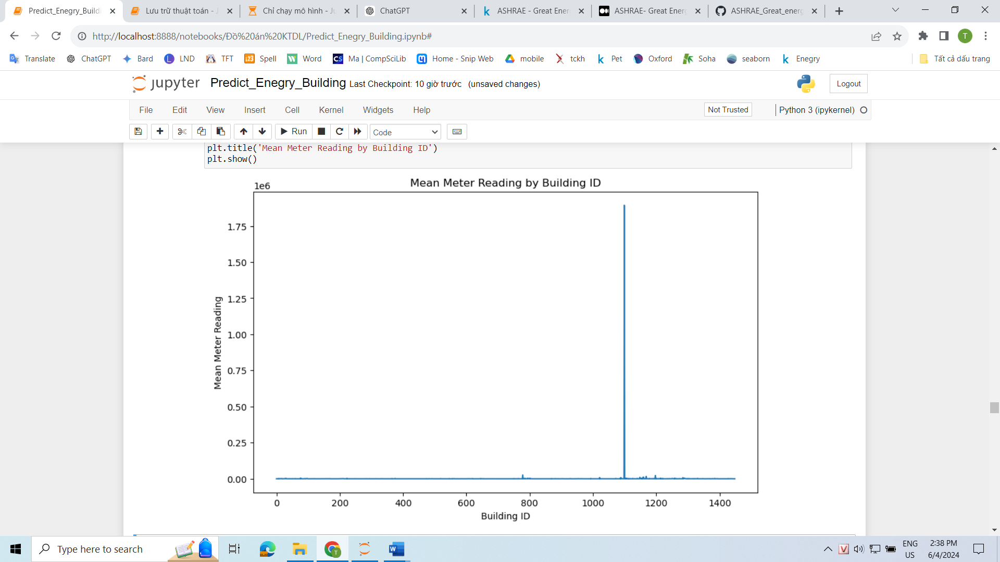 Predict_Enegry_Buildi
Lưu trữ thuật toán - J
Chỉ chạy mô hình - Ju
ChatGPT
ASHRAE - Great Ener
ASHRAE- Great Energ
ASHRAE_Great_energ
http://localhost:8888/notebooks/Đồ%20án%20KTDL/Predict_Enegry_Building.ipynb#
T
Translate
ChatGPT
Bard
LND
TFT
Spell
Word
Ma | CompSciLib
Home - Snip Web
mobile
tckh
Pet
Oxford
Soha
seaborn
Enegry
Tất cả dấu trang
jupyter Predict_Enegry_Building Last Checkpoint: 10 giờ trước (unsaved changes)
Logout
File Edit View Insert Cell Kernel Widgets Help
Not Trusted
Python 3 (ipykernel)
Run
Code
plt.title('Mean Meter Reading by Building ID')
plt.show()
Mean Meter Reading by Building ID
1e6
1.75
1.50
1.25
1.00
0.75
0.50
0.25
0.00
Mean Meter Reading
0 200 400 600 800 1000 1200 1400
Building ID
Type here to search
ENG
US
2:38 PM
6/4/2024